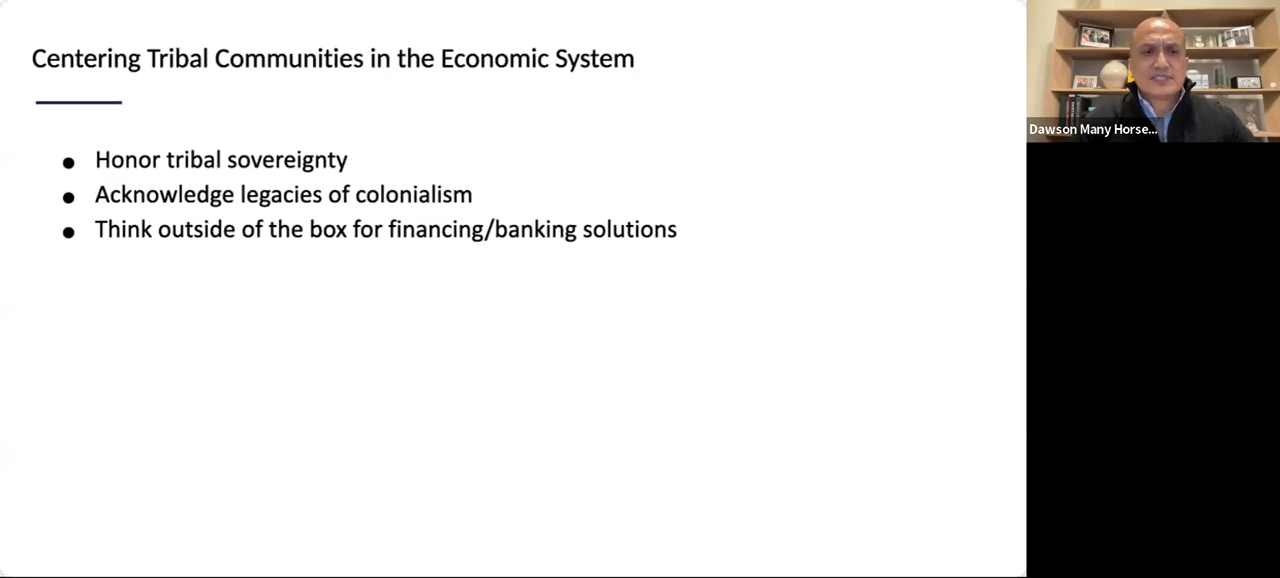 Centering Tribal Communities in the Economic System
● Honor tribal sovereignty
● Acknowledge legacies of colonialism
● Think outside of the box for financing/banking solutions
Dawson Many Horse...